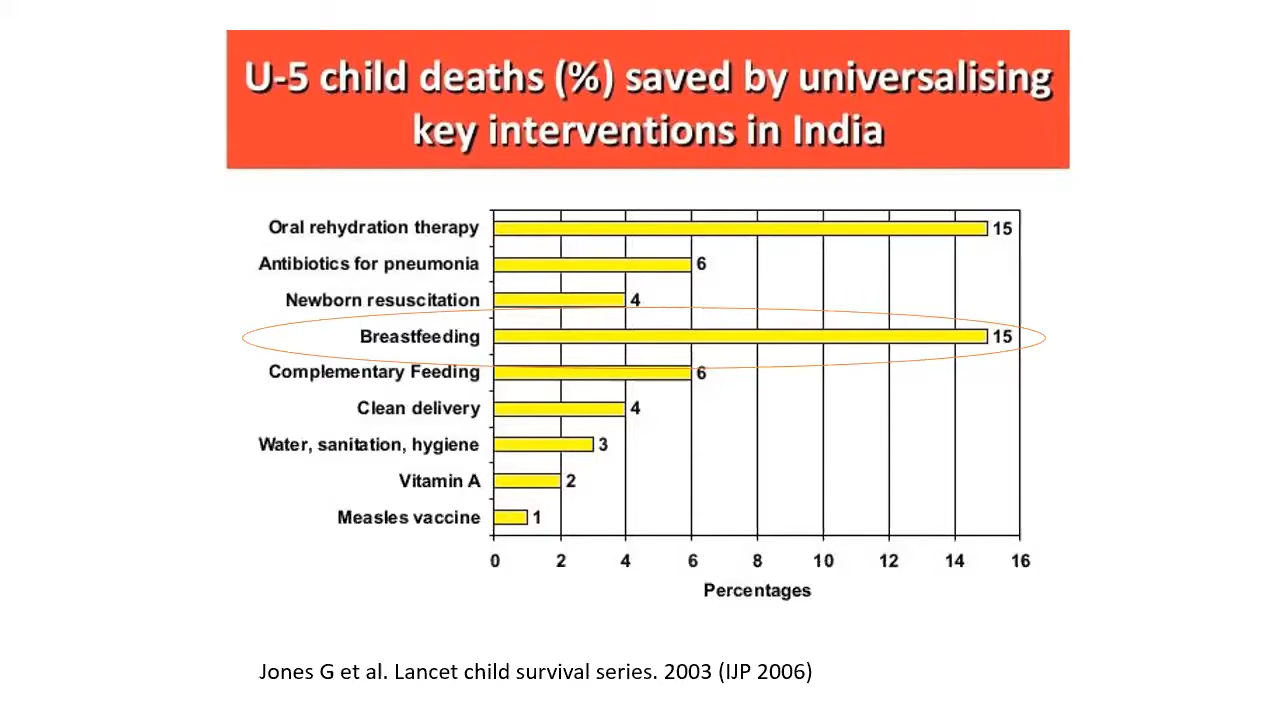 U-5 child deaths (%) saved by universalising
key interventions in India
Oral rehydration therapy 15
Antibiotics for pneumonia 6
Newborn resuscitation 4
Breastfeeding 15
Complementary Feeding 6
Clean delivery 4
Water, sanitation, hygiene 3
Vitamin A 2
Measles vaccine 1
0 2 4 6 8 10 12 14 16
Percentages
Jones G et al. Lancet child survival series. 2003 (IJP 2006)